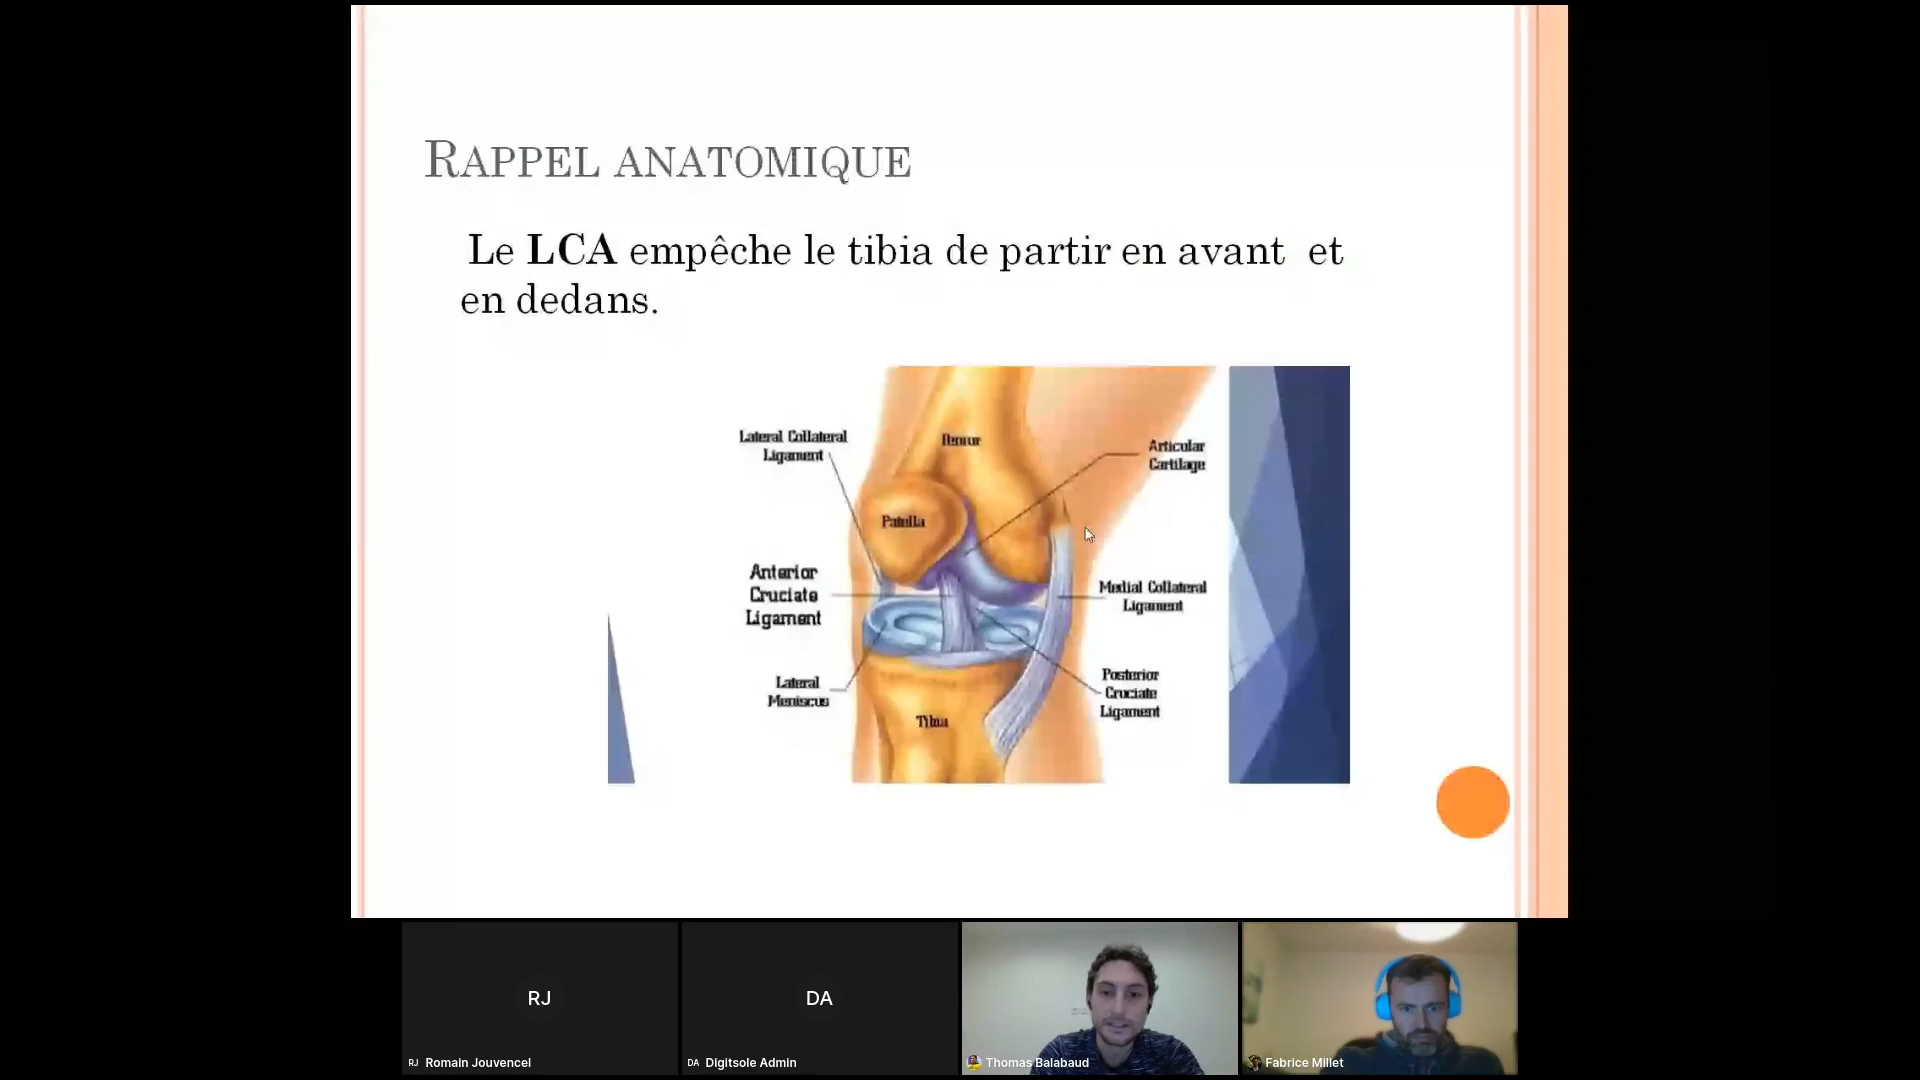 RAPPEL ANATOMIQUE
Le LCA empêche le tibia de partir en avant et
en dedans.
Lateral Collateral
Ligament
Femur
Articular
Cartilage
Patella
Anterior
Cruciate
Ligament
Medial Collateral
Ligament
Lateral
Meniscus
Posterior
Cruciate
Ligament
Tibia
RJ
DA
RJ Romain Jouvencel
DA Digitsole Admin
Thomas Balabaud
Fabrice Millet